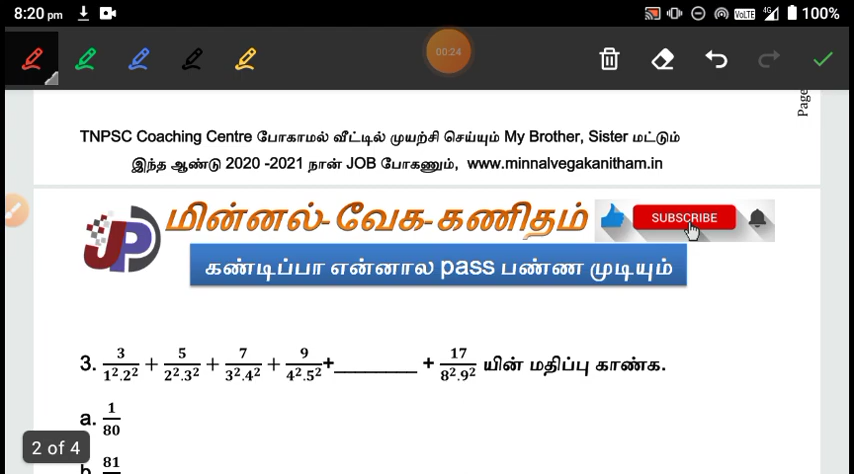 8:20 pm 4G VoLTE 100%
00:24
Page
TNPSC Coaching Centre போகாமல் வீட்டில் முயற்சி செய்யும் My Brother, Sister மட்டும்
இந்த ஆண்டு 2020 -2021 நான் JOB போகணும், www.minnalvegakanitham.in
JP மின்னல்-வேக-கணிதம் SUBSCRIBE
கண்டிப்பா என்னால pass பண்ண முடியும்
3. 3/1².2² + 5/2².3² + 7/3².4² + 9/4².5² +________ + 17/8².9² யின் மதிப்பு காண்க.
a. 1/80
2 of 4
b. 81